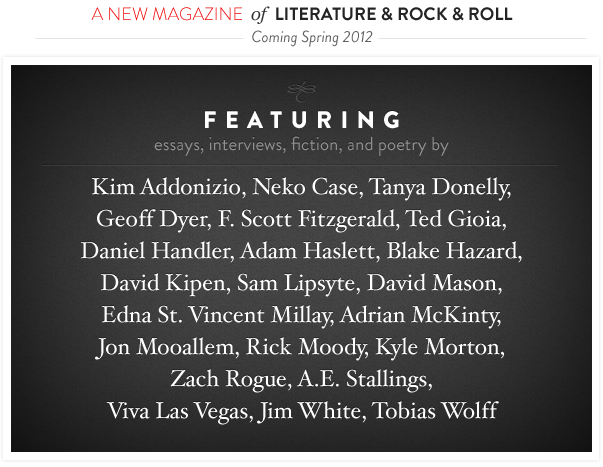 A NEW MAGAZINE of LITERATURE & ROCK & ROLL
Coming Spring 2012
FEATURING
essays, interviews, fiction, and poetry by
Kim Addonizio, Neko Case, Tanya Donelly,
Geoff Dyer, F. Scott Fitzgerald, Ted Gioia,
Daniel Handler, Adam Haslett, Blake Hazard,
David Kipen, Sam Lipsyte, David Mason,
Edna St. Vincent Millay, Adrian McKinty,
Jon Mooallem, Rick Moody, Kyle Morton,
Zach Rogue, A.E. Stallings,
Viva Las Vegas, Jim White, Tobias Wolff